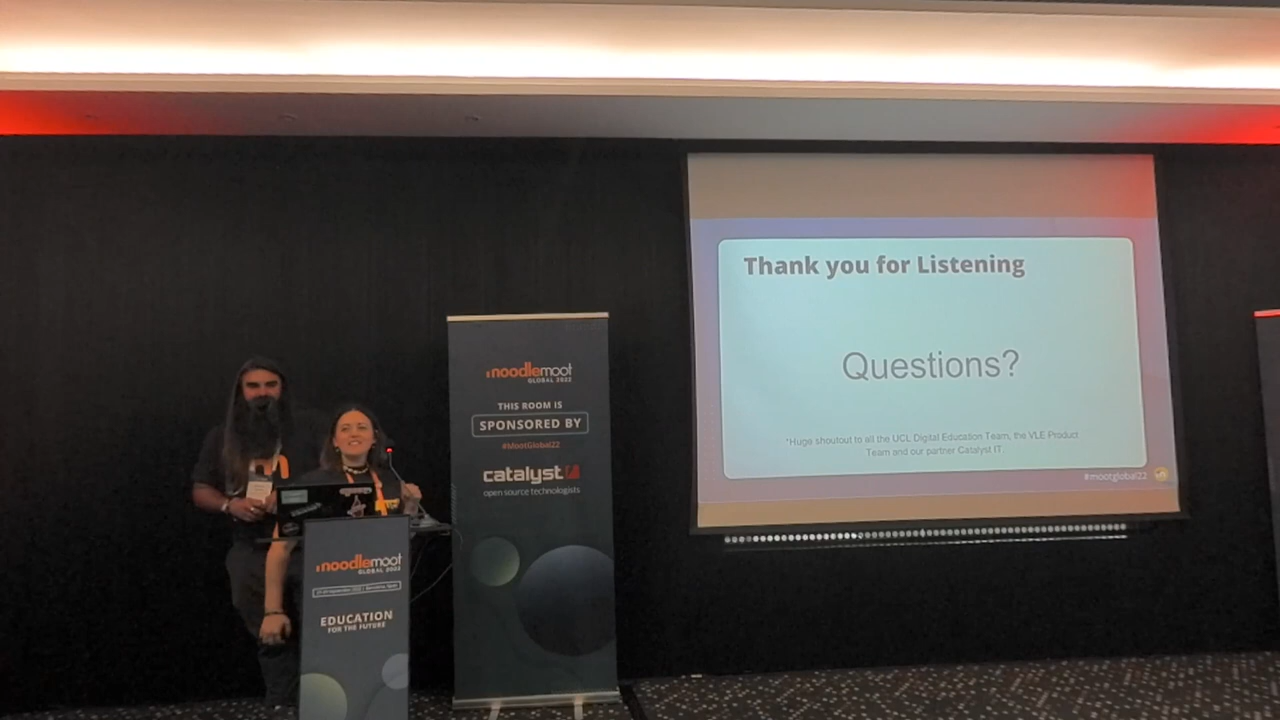 noodlemoot
GLOBAL 2022
THIS ROOM IS
SPONSORED BY
#MootGlobal22
catalyst
open source technologists
noodlemoot
GLOBAL 2022
EDUCATION
FOR THE FUTURE
Thank you for Listening
Questions?
*Huge shoutout to all the UCL Digital Education Team, the VLE Product
Team and our partner Catalyst IT.
#mootglobal22